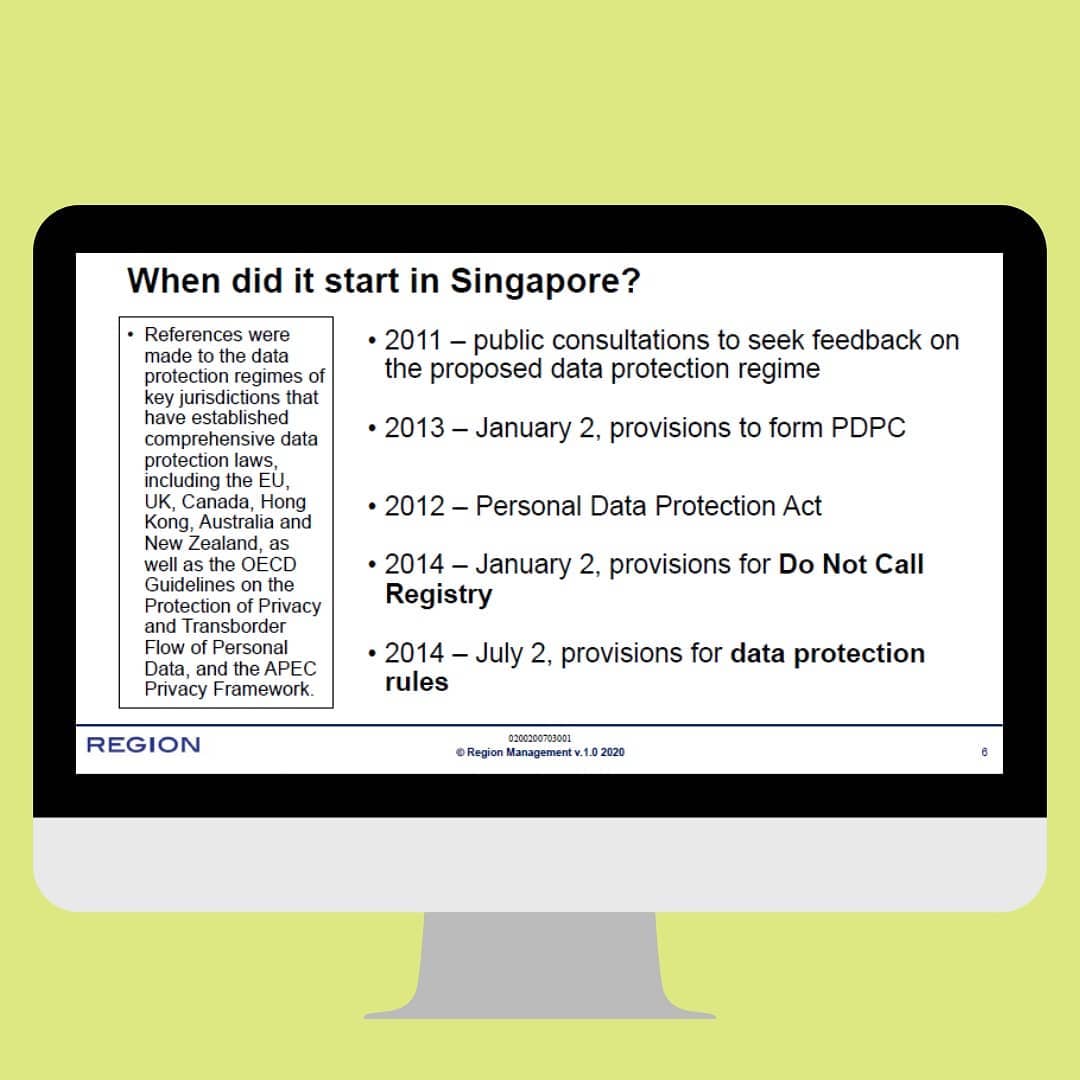 When did it start in Singapore?
• References were
made to the data
protection regimes of
key jurisdictions that
have established
comprehensive data
protection laws,
including the EU,
UK, Canada, Hong
Kong, Australia and
New Zealand, as
well as the OECD
Guidelines on the
Protection of Privacy
and Transborder
Flow of Personal
Data, and the APEC
Privacy Framework.
• 2011 – public consultations to seek feedback on
the proposed data protection regime
• 2013 – January 2, provisions to form PDPC
• 2012 – Personal Data Protection Act
• 2014 – January 2, provisions for Do Not Call
Registry
• 2014 – July 2, provisions for data protection
rules
REGION
0200200703001
© Region Management v.1.0 2020
6